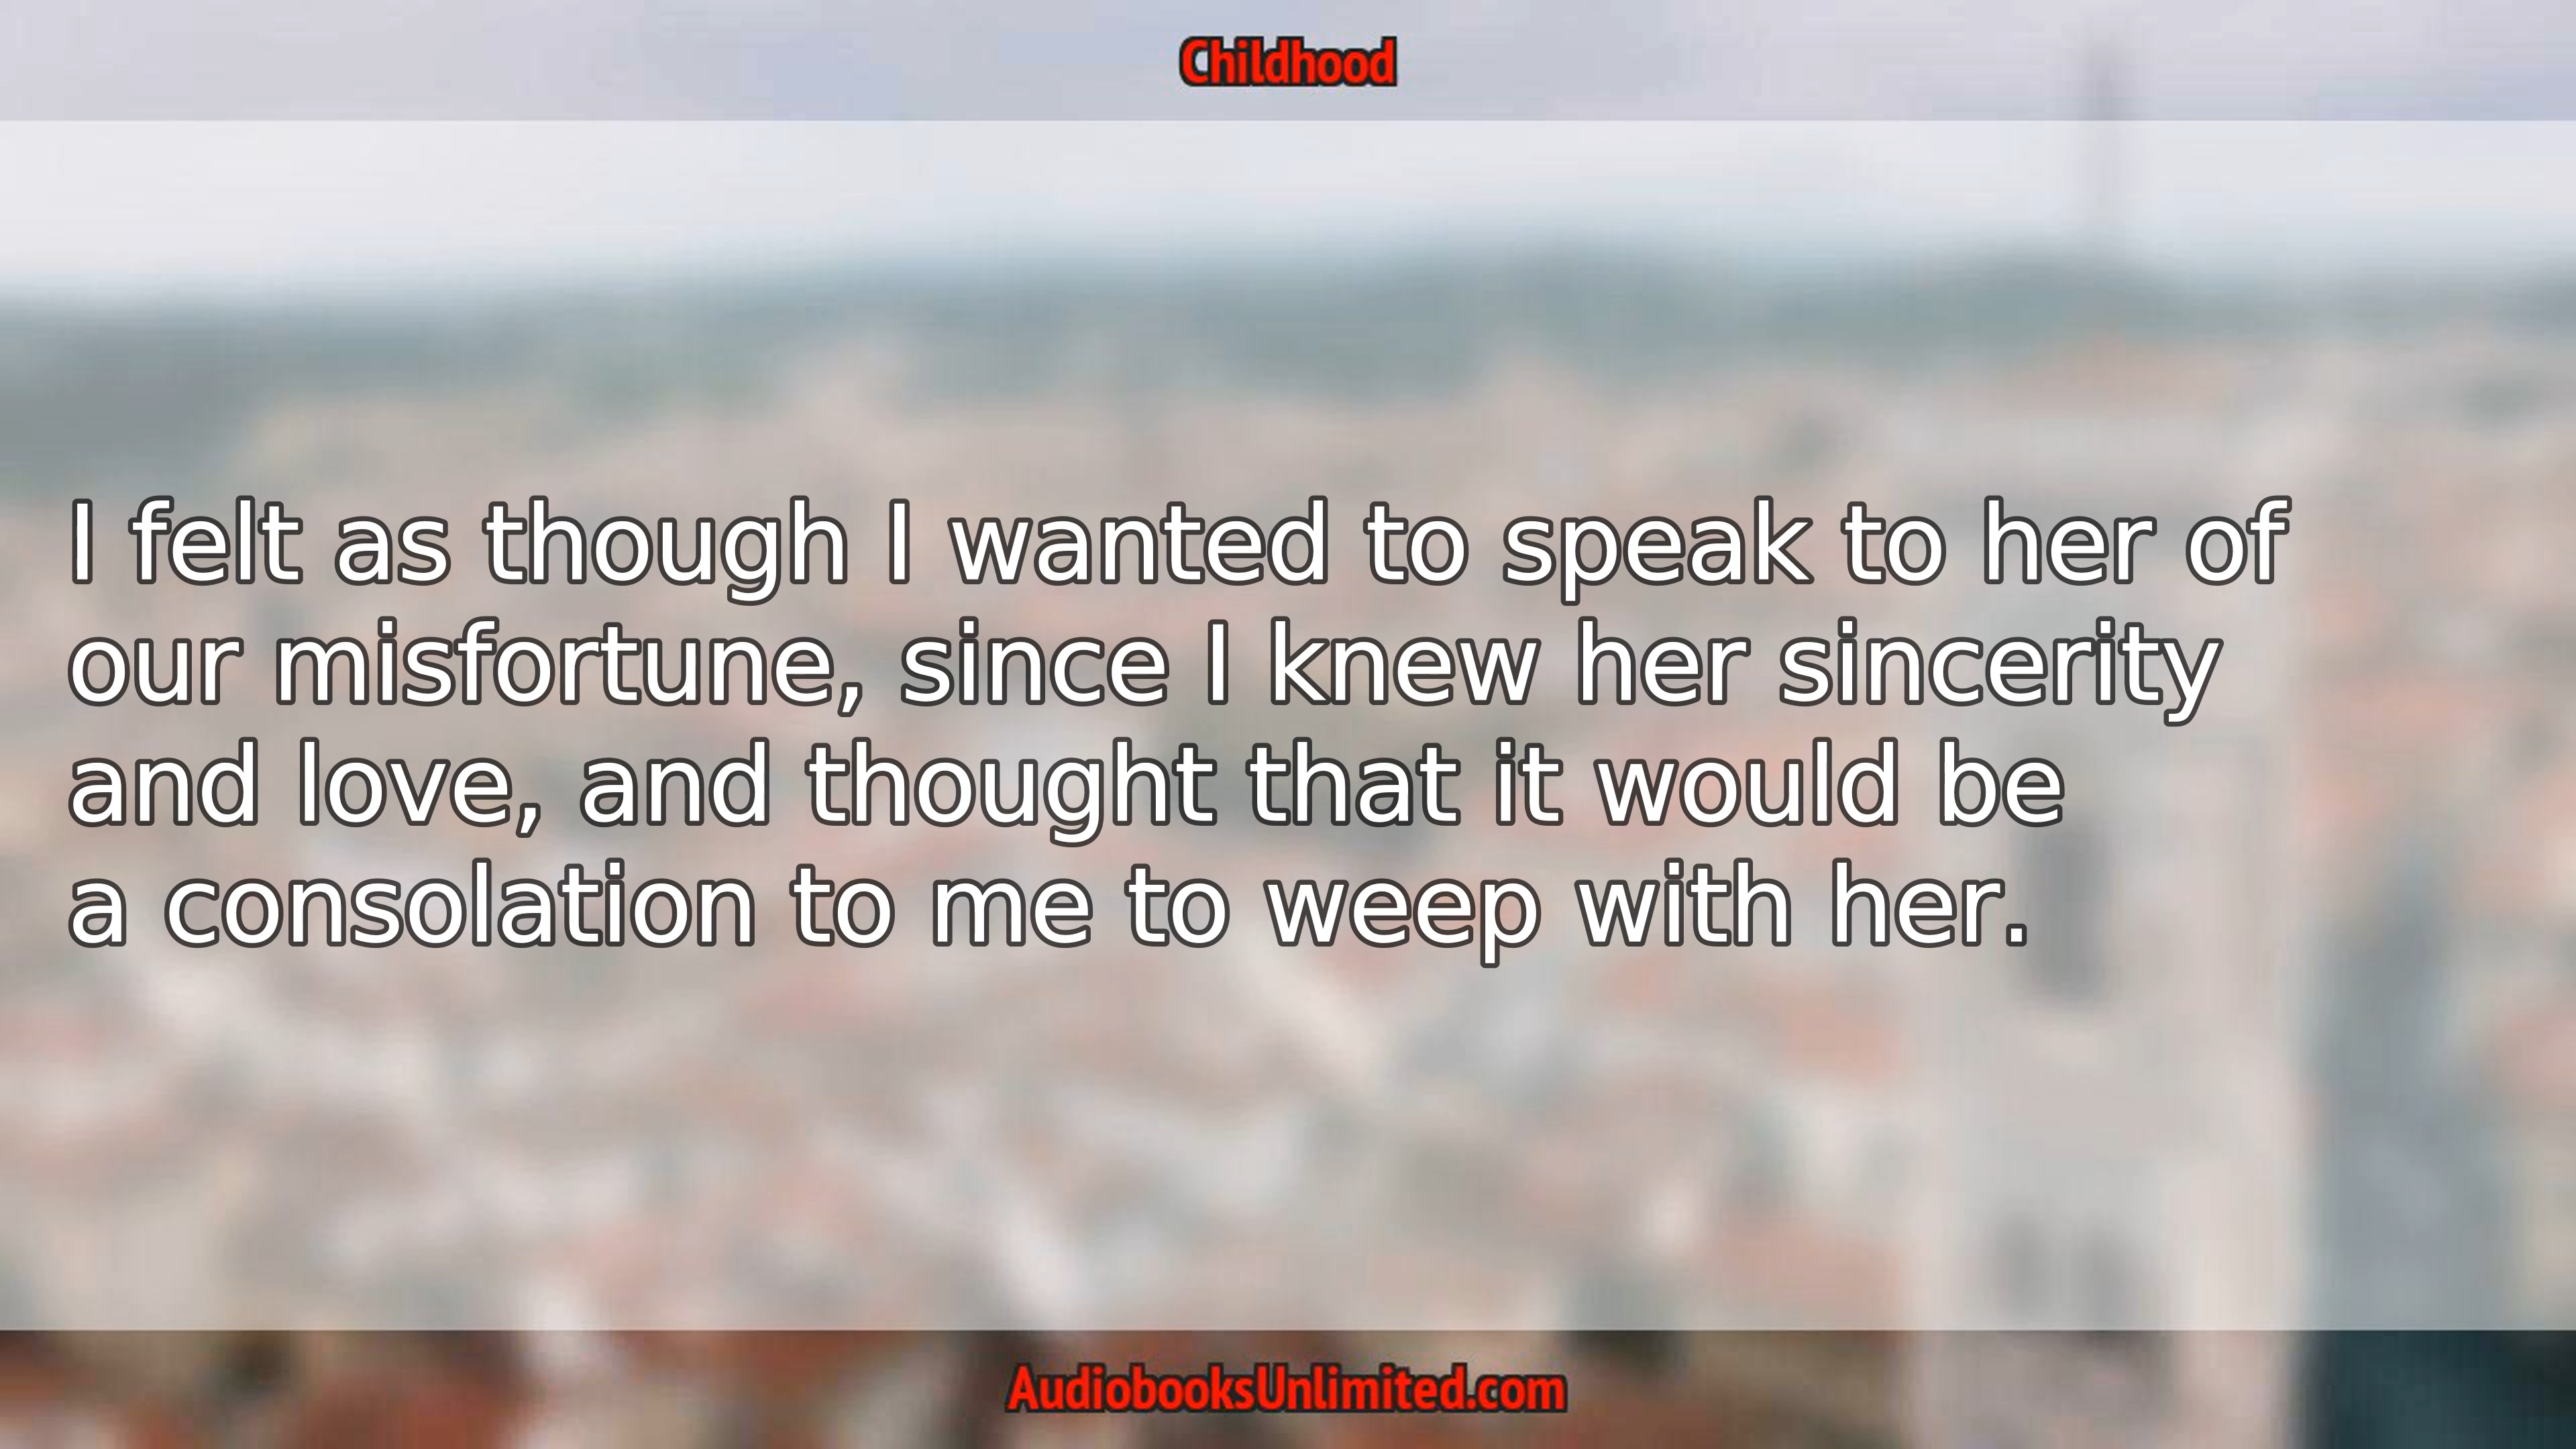 Childhood
I felt as though I wanted to speak to her of
our misfortune, since I knew her sincerity
and love, and thought that it would be
a consolation to me to weep with her.
AudiobooksUnlimited.com